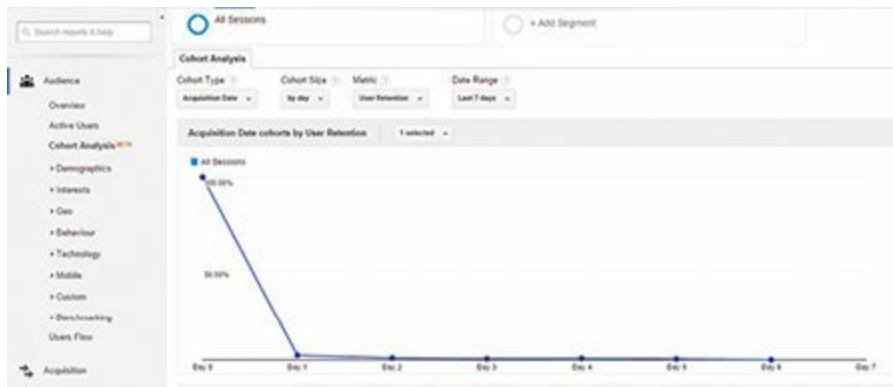 All Sessions
+ Add Segment
Search reports & help
Cohort Analysis
Cohort Type ?
Cohort Size ?
Metric ?
Date Range ?
Acquisition Date
by day
User Retention
Last 7 days
Audience
Overview
Active Users
Cohort Analysis BETA
Demographics
Interests
Geo
Behaviour
Technology
Mobile
Custom
Benchmarking
Users Flow
Acquisition
Acquisition Date cohorts by User Retention
1 selected
All Sessions
100.00%
50.00%
Day 0 Day 1 Day 2 Day 3 Day 4 Day 5 Day 6 Day 7